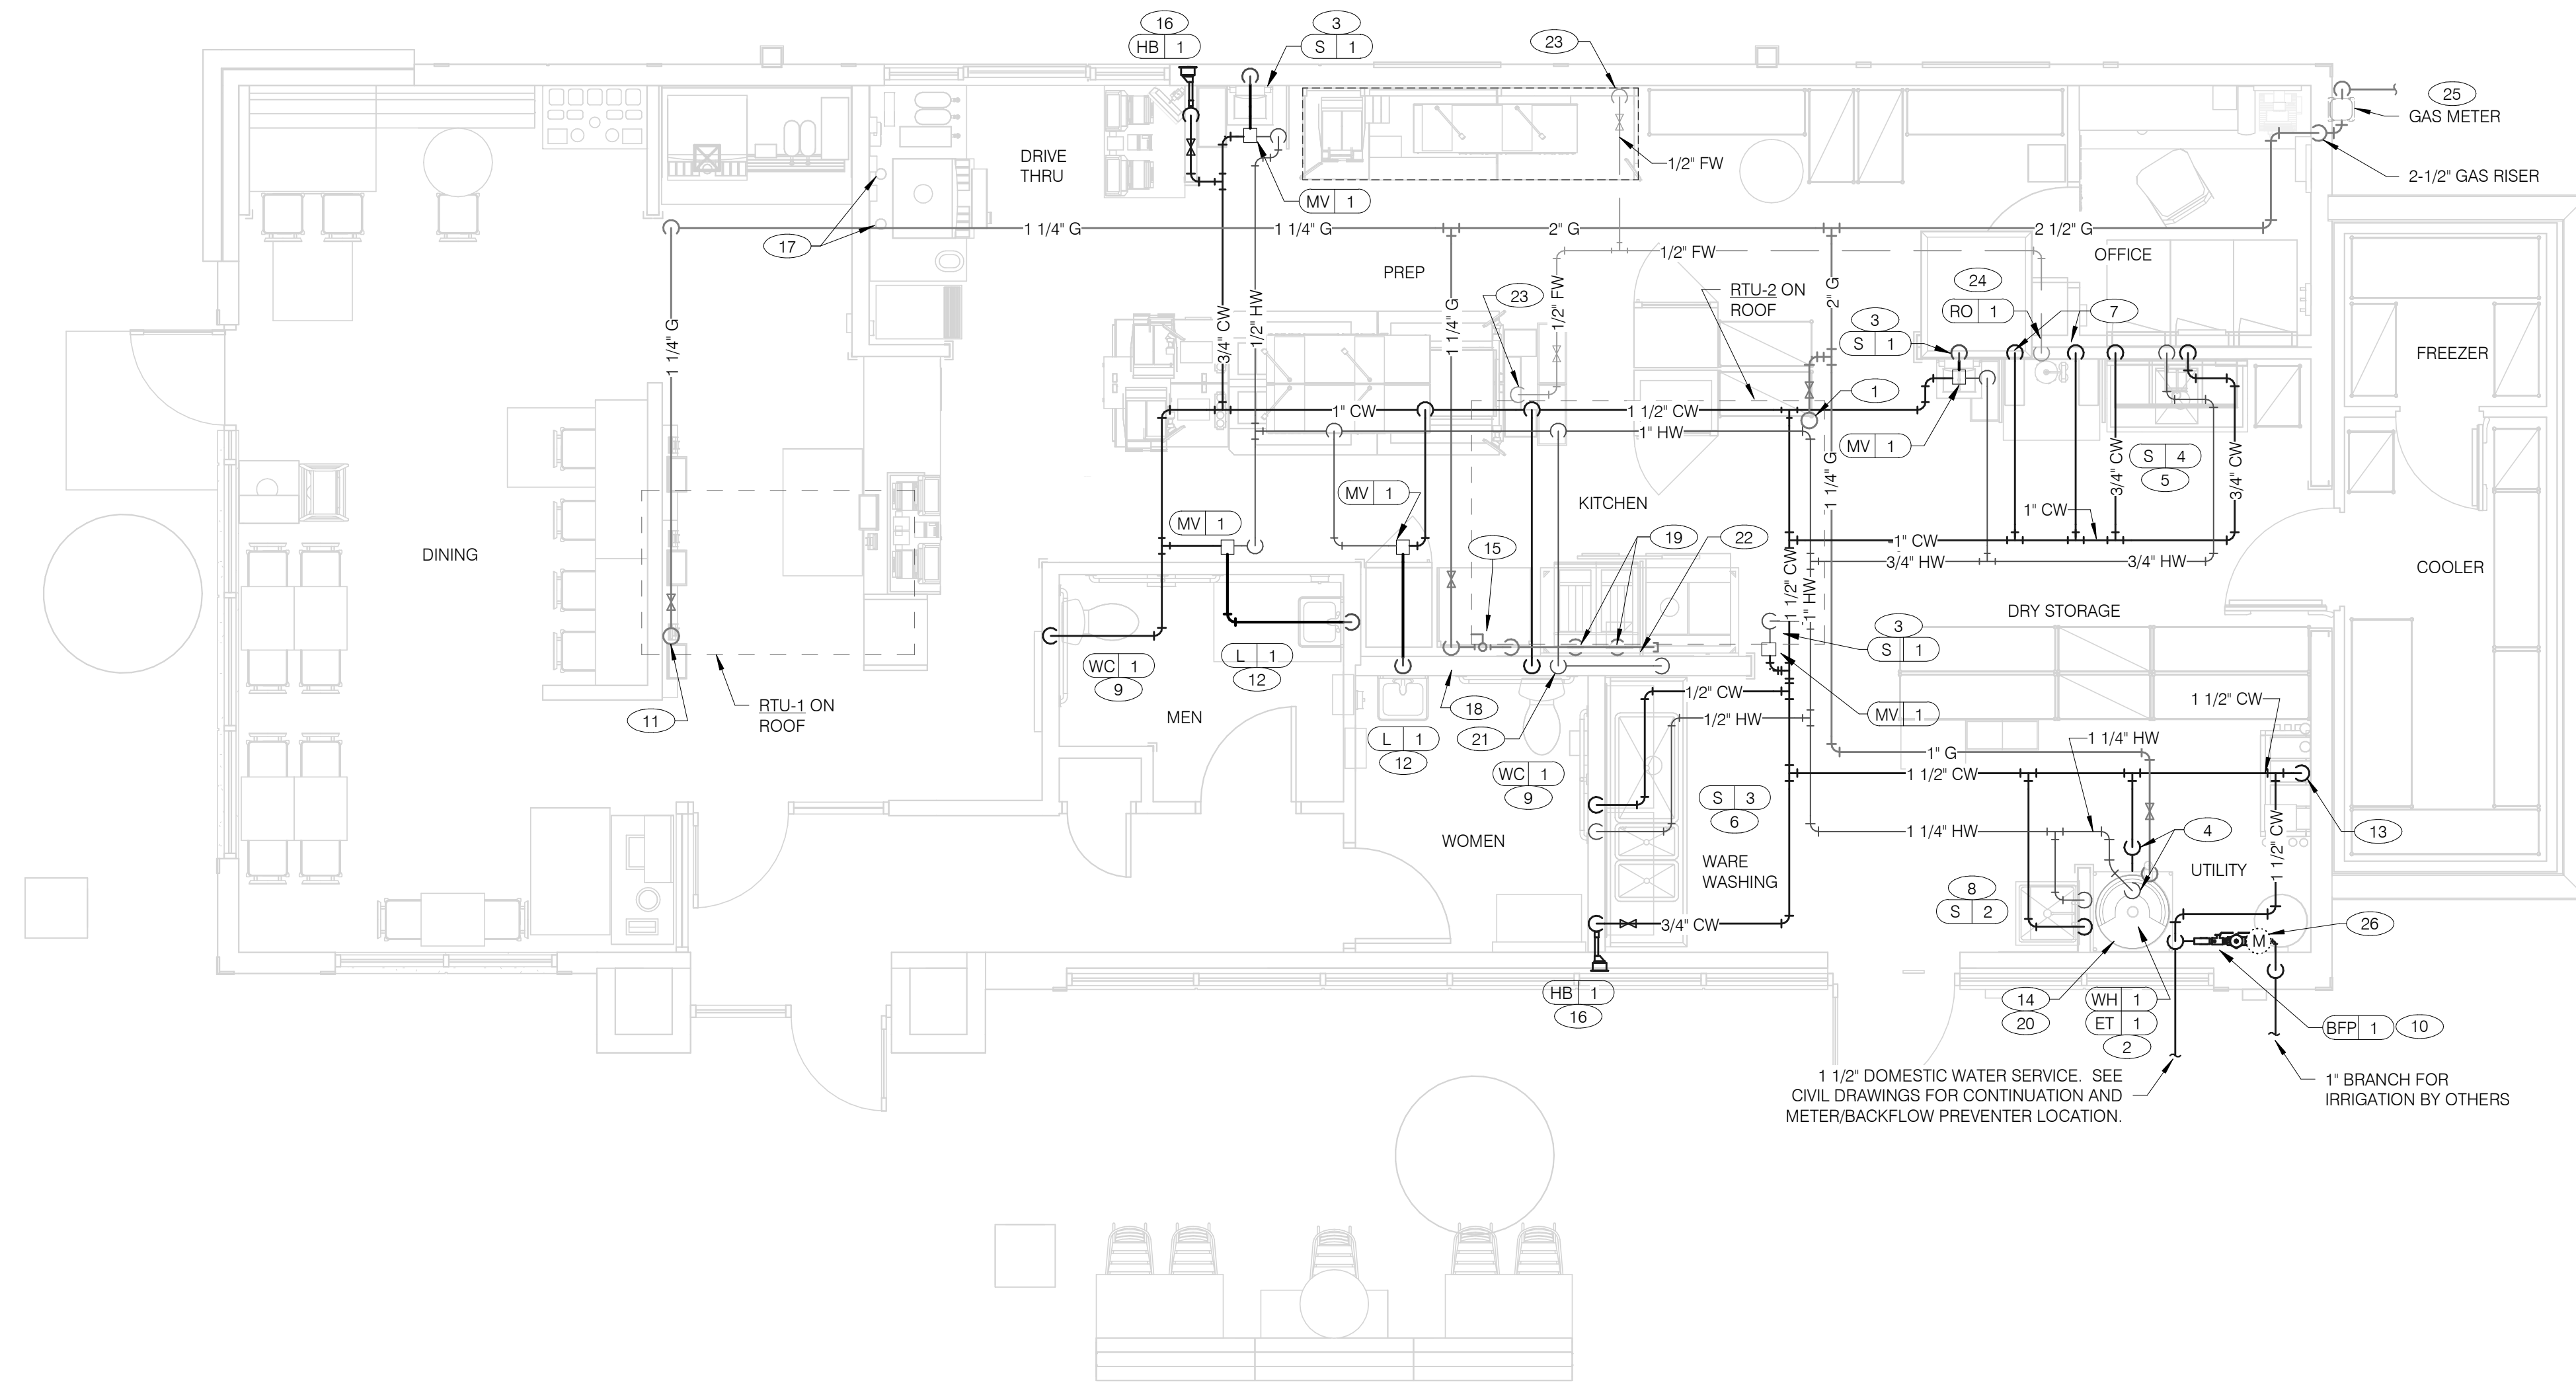 16
HB 1
3
S 1
23
25
GAS METER
DRIVE
THRU
1/2" FW
2-1/2" GAS RISER
MV 1
17
1 1/4" G
1 1/4" G
2" G
2 1/2" G
1/2" FW
OFFICE
PREP
24
RO 1
7
23
RTU-2 ON
ROOF
3
S 1
1 1/4" G
3/4" CW
1/2" HW
1 1/4" G
1/2" FW
2" G
FREEZER
1
1" CW
1 1/2" CW
1" HW
MV 1
1 1/4" G
S 4
5
3/4" CW
3/4" CW
MV 1
KITCHEN
1" CW
MV 1
15
19
22
1" CW
3/4" HW
3/4" HW
DINING
COOLER
1 1/2" CW
1" HW
DRY STORAGE
3
S 1
WC 1
9
L 1
12
RTU-1 ON
ROOF
11
MEN
18
1/2" CW
1/2" HW
MV 1
1 1/2" CW
L 1
12
21
1 1/4" HW
1" G
WC 1
9
1 1/2" CW
S 3
6
1 1/4" HW
4
13
1 1/2" CW
WOMEN
WARE
WASHING
UTILITY
8
S 2
3/4" CW
26
M
HB 1
16
14
20
WH 1
ET 1
2
BFP 1
10
1 1/2" DOMESTIC WATER SERVICE. SEE
CIVIL DRAWINGS FOR CONTINUATION AND
METER/BACKFLOW PREVENTER LOCATION.
1" BRANCH FOR
IRRIGATION BY OTHERS